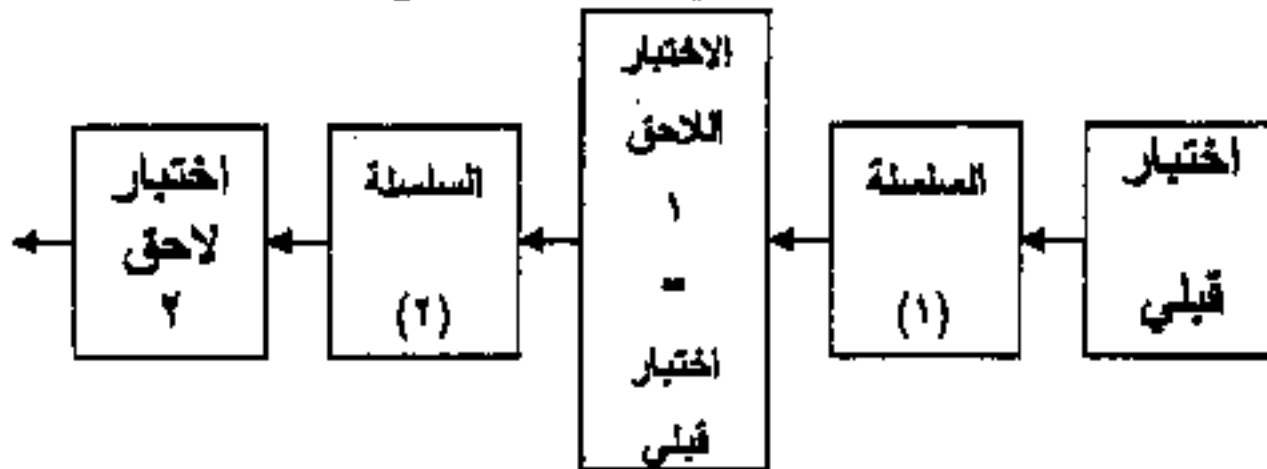 اختبار
قبلي
السلسلة
(١)
الاختبار
اللاحق
١
=
اختبار
قبلي
السلسلة
(٢)
اختبار
لاحق
٢